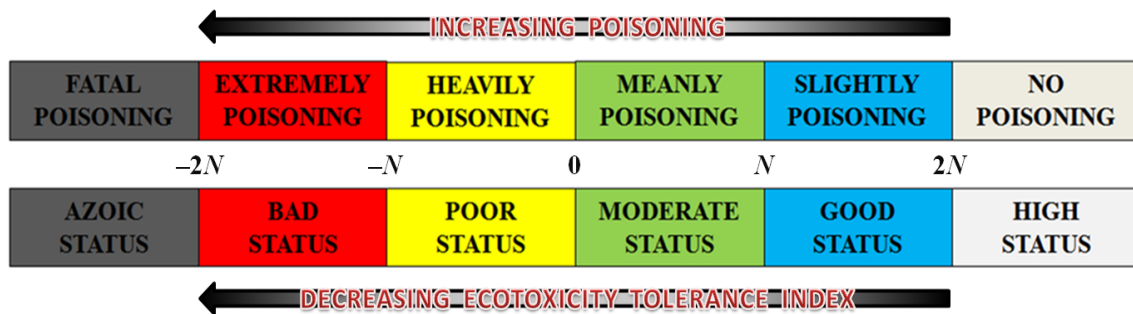 INCREASING POISONING
FATAL POISONING
EXTREMELY POISONING
HEAVILY POISONING
MEANLY POISONING
SLIGHTLY POISONING
NO POISONING
–2N –N 0 N 2N
AZOIC STATUS
BAD STATUS
POOR STATUS
MODERATE STATUS
GOOD STATUS
HIGH STATUS
DECREASING ECOTOXICITY TOLERANCE INDEX